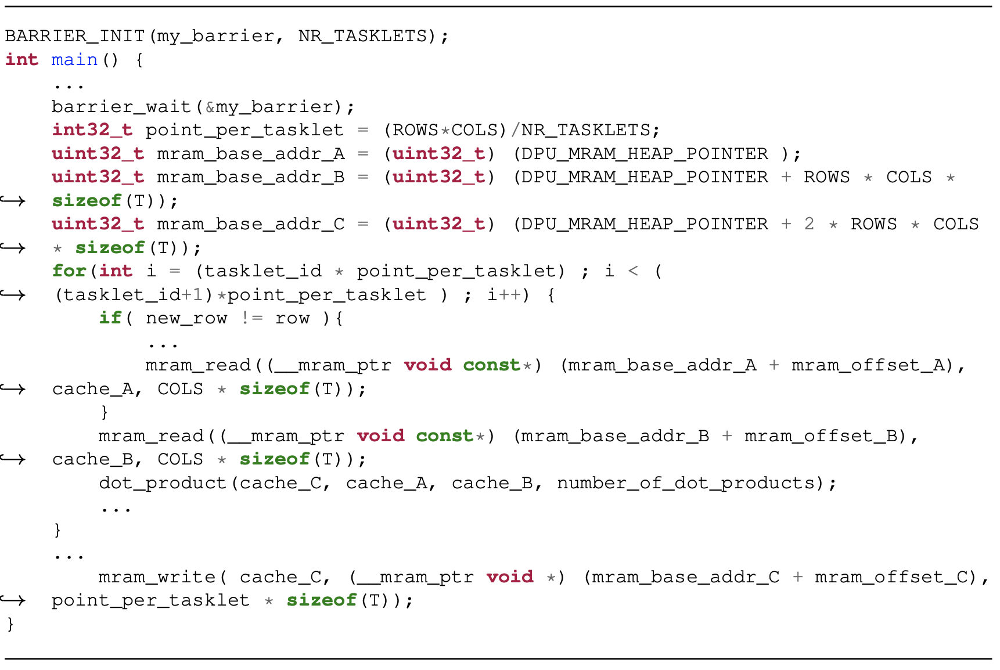 BARRIER_INIT(my_barrier, NR_TASKLETS);
int main() {
    ...
    barrier_wait(&my_barrier);
    int32_t point_per_tasklet = (ROWS*COLS)/NR_TASKLETS;
    uint32_t mram_base_addr_A = (uint32_t) (DPU_MRAM_HEAP_POINTER );
    uint32_t mram_base_addr_B = (uint32_t) (DPU_MRAM_HEAP_POINTER + ROWS * COLS *
↪   sizeof(T));
    uint32_t mram_base_addr_C = (uint32_t) (DPU_MRAM_HEAP_POINTER + 2 * ROWS * COLS
↪   * sizeof(T));
    for(int i = (tasklet_id * point_per_tasklet) ; i < (
↪   (tasklet_id+1)*point_per_tasklet ) ; i++) {
        if( new_row != row ){
            ...
            mram_read((__mram_ptr void const*) (mram_base_addr_A + mram_offset_A),
↪   cache_A, COLS * sizeof(T));
        }
        mram_read((__mram_ptr void const*) (mram_base_addr_B + mram_offset_B),
↪   cache_B, COLS * sizeof(T));
        dot_product(cache_C, cache_A, cache_B, number_of_dot_products);
        ...
    }
    ...
        mram_write( cache_C, (__mram_ptr void *) (mram_base_addr_C + mram_offset_C),
↪   point_per_tasklet * sizeof(T));
}